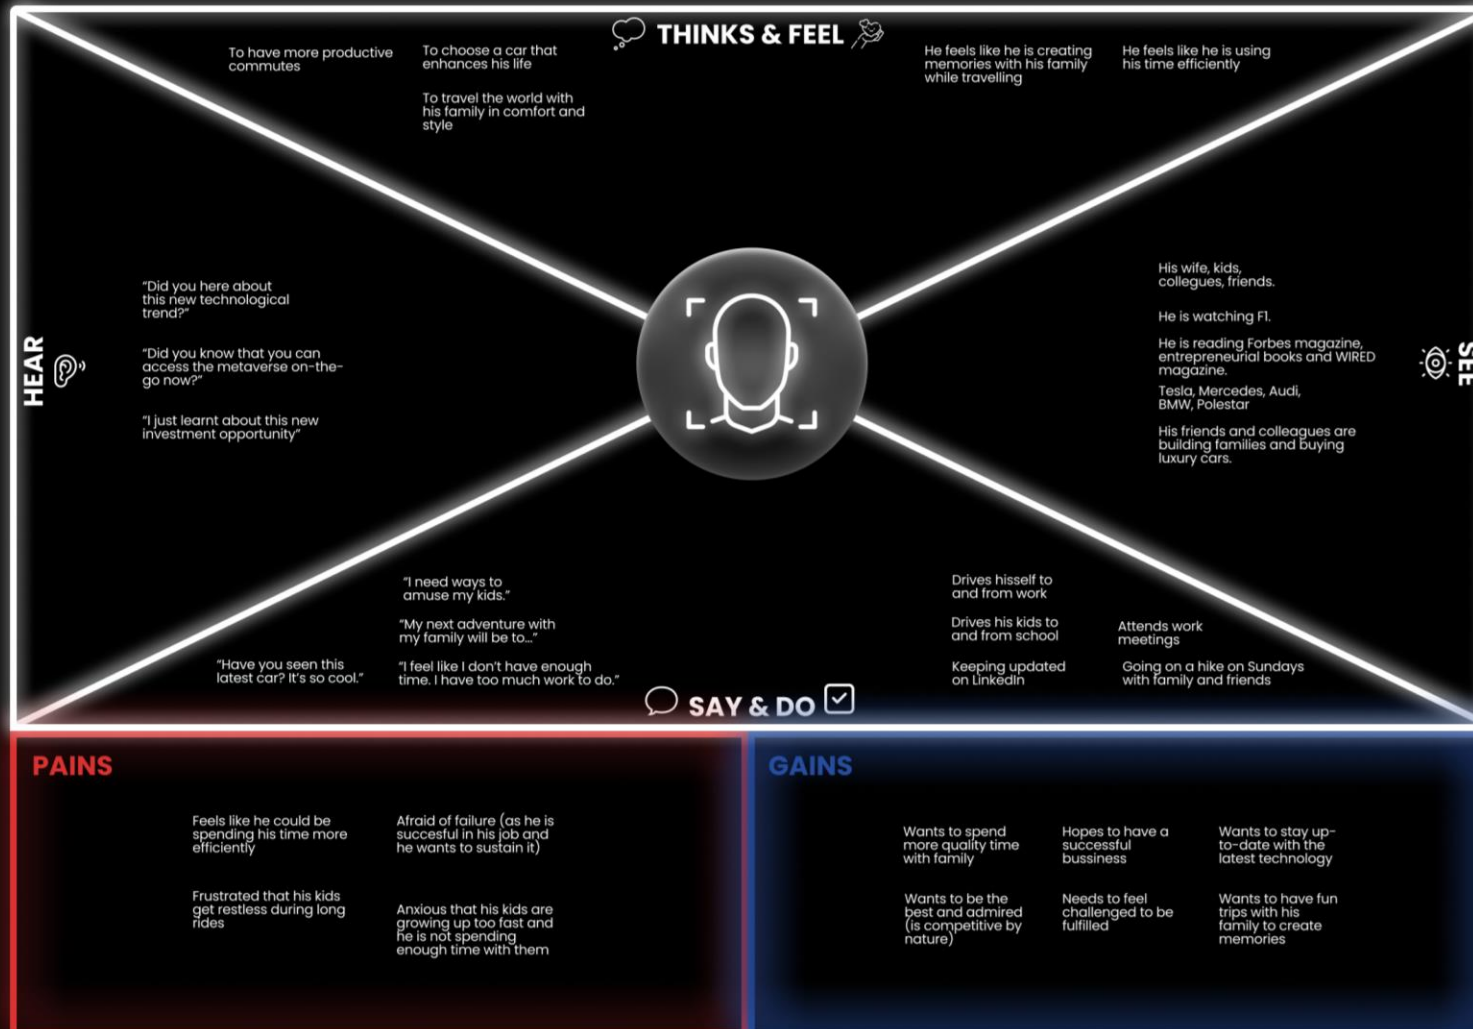 THINKS & FEEL
To have more productive
commutes
To choose a car that
enhances his life
To travel the world with
his family in comfort and
style
He feels like he is creating
memories with his family
while travelling
He feels like he is using
his time efficiently
HEAR
“Did you here about
this new technological
trend?”
“Did you know that you can
access the metaverse on-the-
go now?”
“I just learnt about this new
investment opportunity”
SEE
His wife, kids,
collegues, friends.
He is watching F1.
He is reading Forbes magazine,
entrepreneurial books and WIRED
magazine.
Tesla, Mercedes, Audi,
BMW, Polestar
His friends and colleagues are
building families and buying
luxury cars.
“I need ways to
amuse my kids.”
“My next adventure with
my family will be to...”
“Have you seen this
latest car? It’s so cool.”
“I feel like I don’t have enough
time. I have too much work to do.”
Drives hisself to
and from work
Drives his kids to
and from school
Keeping updated
on LinkedIn
Attends work
meetings
Going on a hike on Sundays
with family and friends
SAY & DO
PAINS
Feels like he could be
spending his time more
efficiently
Afraid of failure (as he is
succesful in his job and
he wants to sustain it)
Frustrated that his kids
get restless during long
rides
Anxious that his kids are
growing up too fast and
he is not spending
enough time with them
GAINS
Wants to spend
more quality time
with family
Hopes to have a
successful
bussiness
Wants to stay up-
to-date with the
latest technology
Wants to be the
best and admired
(is competitive by
nature)
Needs to feel
challenged to be
fulfilled
Wants to have fun
trips with his
family to create
memories